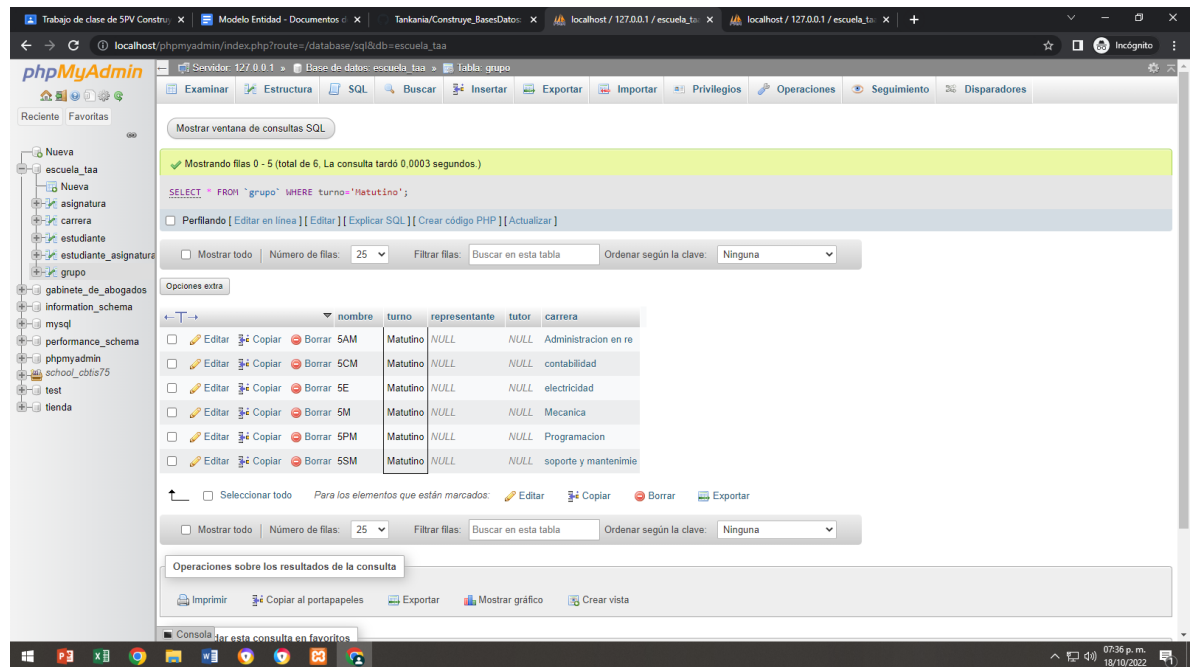 Trabajo de clase de 5PV Constru
Modelo Entidad - Documentos d
Tankania/Construye_BasesDatos:
localhost / 127.0.0.1 / escuela_ta
localhost / 127.0.0.1 / escuela_ta
localhost/phpmyadmin/index.php?route=/database/sql&db=escuela_taa
Incógnito
phpMyAdmin
Reciente Favoritas
Nueva
escuela_taa
Nueva
asignatura
carrera
estudiante
estudiante_asignatura
grupo
gabinete_de_abogados
information_schema
mysql
performance_schema
phpmyadmin
school_cbtis75
test
tienda
Servidor: 127.0.0.1 » Base de datos: escuela_taa » Tabla: grupo
Examinar Estructura SQL Buscar Insertar Exportar Importar Privilegios Operaciones Seguimiento Disparadores
Mostrar ventana de consultas SQL
Mostrando filas 0 - 5 (total de 6, La consulta tardó 0,0003 segundos.)
SELECT * FROM `grupo` WHERE turno='Matutino';
Perfilando [ Editar en línea ] [ Editar ] [ Explicar SQL ] [ Crear código PHP ] [ Actualizar ]
Mostrar todo | Número de filas: 25 Filtrar filas: Buscar en esta tabla Ordenar según la clave: Ninguna
Opciones extra
←T→ nombre turno representante tutor carrera
Editar Copiar Borrar 5AM Matutino NULL NULL Administracion en re
Editar Copiar Borrar 5CM Matutino NULL NULL contabilidad
Editar Copiar Borrar 5E Matutino NULL NULL electricidad
Editar Copiar Borrar 5M Matutino NULL NULL Mecanica
Editar Copiar Borrar 5PM Matutino NULL NULL Programacion
Editar Copiar Borrar 5SM Matutino NULL NULL soporte y mantenimie
Seleccionar todo Para los elementos que están marcados: Editar Copiar Borrar Exportar
Mostrar todo | Número de filas: 25 Filtrar filas: Buscar en esta tabla Ordenar según la clave: Ninguna
Operaciones sobre los resultados de la consulta
Imprimir Copiar al portapapeles Exportar Mostrar gráfico Crear vista
Consola dar esta consulta en favoritos
07:36 p. m.
18/10/2022